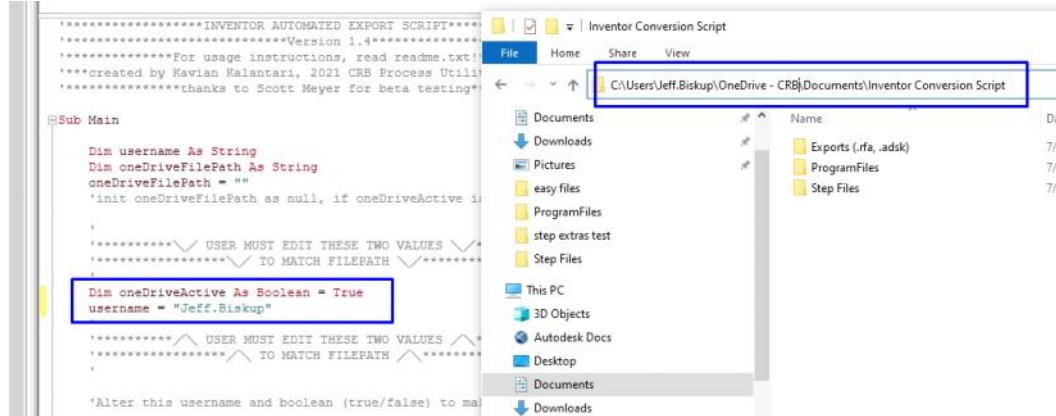 '*******************INVENTOR AUTOMATED EXPORT SCRIPT*****
'****************************Version 1.4*****************
'***************For usage instructions, read readme.txt!
'***created by Kavian Kalantari, 2021 CRB Process Utili
'****************thanks to Scott Meyer for beta testing*
Sub Main
Dim username As String
Dim oneDriveFilePath As String
oneDriveFilePath = ""
'init oneDriveFilePath as null, if oneDriveActive i
'
'**********\/ USER MUST EDIT THESE TWO VALUES \/*
'*****************\/ TO MATCH FILEPATH \/*******
'
Dim oneDriveActive As Boolean = True
username = "Jeff.Biskup"
'
'**********/\ USER MUST EDIT THESE TWO VALUES /\*
'*****************/\ TO MATCH FILEPATH /\*******
'
'Alter this username and boolean (true/false) to ma
Inventor Conversion Script
File Home Share View
C:\Users\Jeff.Biskup\OneDrive - CRB\Documents\Inventor Conversion Script
Documents
Downloads
Pictures
easy files
ProgramFiles
step extras test
Step Files
This PC
3D Objects
Autodesk Docs
Desktop
Documents
Downloads
Name Da
Exports (.rfa, .adsk) 7/
ProgramFiles 7/
Step Files 7/